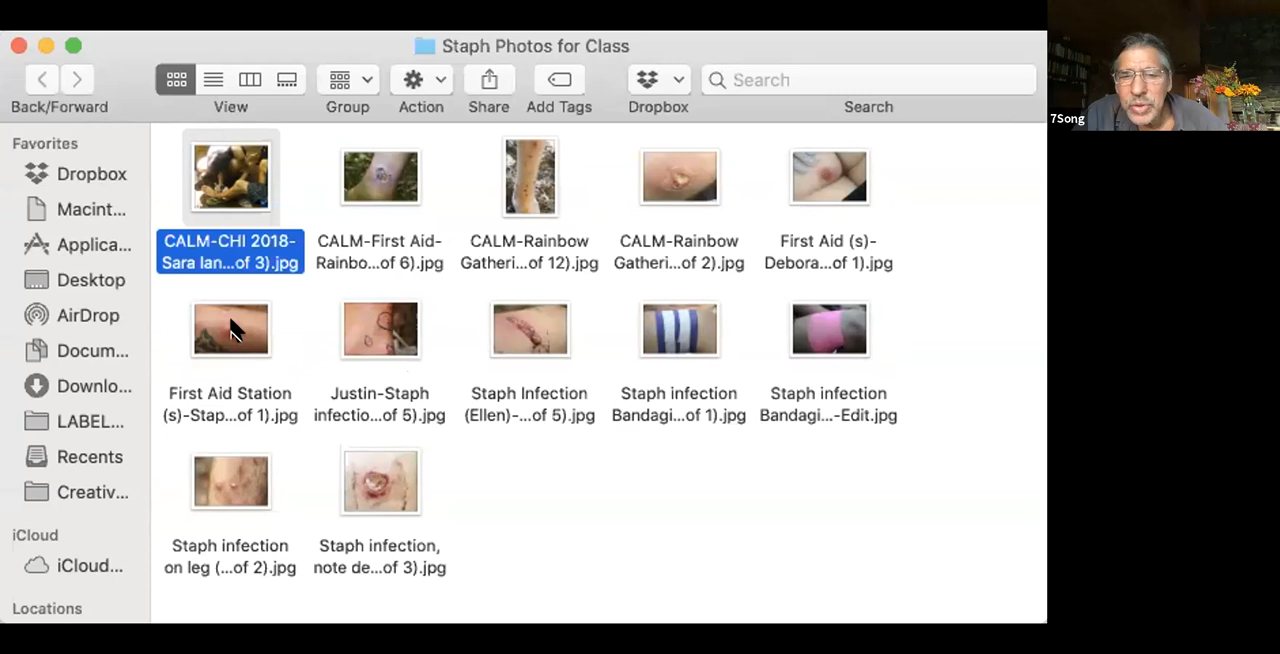 Staph Photos for Class
Search
Back/Forward
View
Group
Action
Share
Add Tags
Dropbox
Search
7Song
Favorites
Dropbox
Macint...
Applica...
Desktop
AirDrop
Docum...
Downlo...
LABEL...
Recents
Creativ...
iCloud
iCloud...
Locations
CALM-CHI 2018-
Sara lan...of 3).jpg
CALM-First Aid-
Rainbo...of 6).jpg
CALM-Rainbow
Gatheri...of 12).jpg
CALM-Rainbow
Gatheri...of 2).jpg
First Aid (s)-
Debora...of 1).jpg
First Aid Station
(s)-Stap...of 1).jpg
Justin-Staph
infectio...of 5).jpg
Staph Infection
(Ellen)-...of 5).jpg
Staph infection
Bandagi...of 1).jpg
Staph infection
Bandagi...-Edit.jpg
Staph infection
on leg (...of 2).jpg
Staph infection,
note de...of 3).jpg